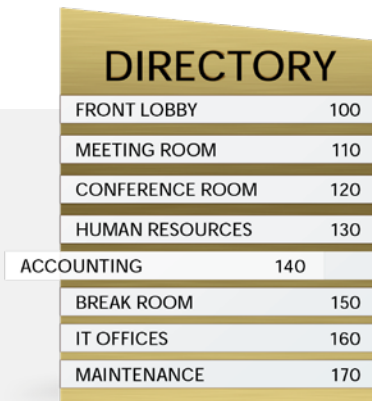 DIRECTORY
FRONT LOBBY 100
MEETING ROOM 110
CONFERENCE ROOM 120
HUMAN RESOURCES 130
ACCOUNTING 140
BREAK ROOM 150
IT OFFICES 160
MAINTENANCE 170